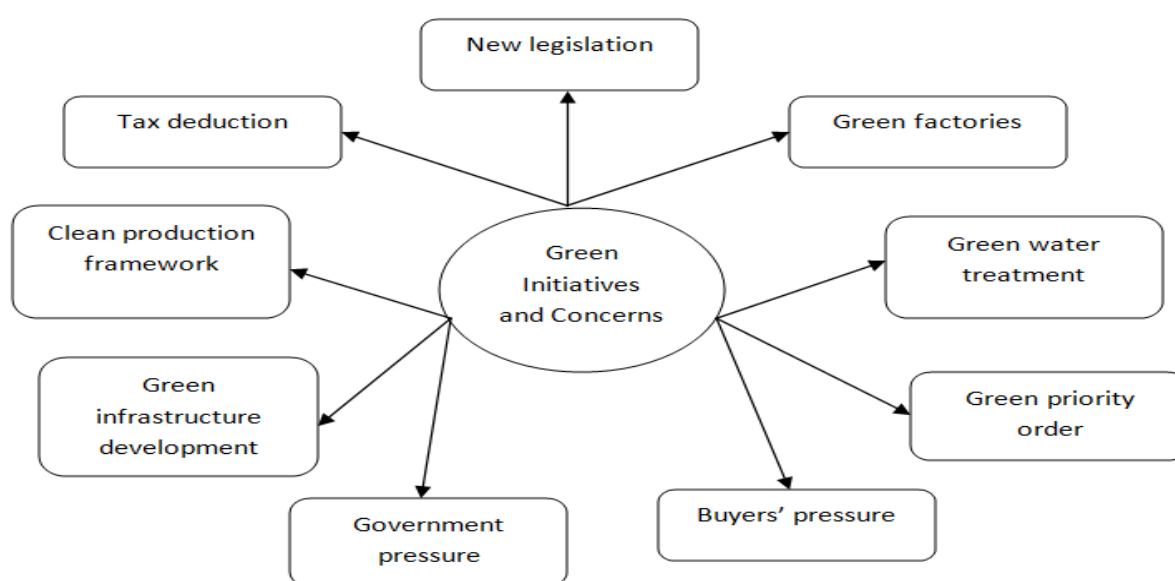 New legislation
Tax deduction
Green factories
Clean production
framework
Green
Initiatives
and Concerns
Green water
treatment
Green
infrastructure
development
Green priority
order
Government
pressure
Buyers’ pressure